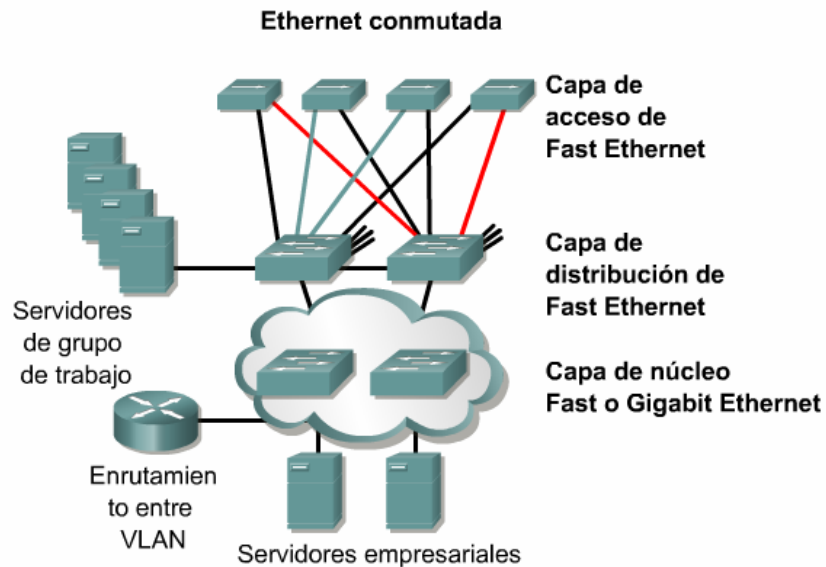 Ethernet conmutada
Capa de
acceso de
Fast Ethernet
Capa de
distribución de
Fast Ethernet
Servidores
de grupo
de trabajo
Capa de núcleo
Fast o Gigabit Ethernet
Enrutamien
to entre
VLAN
Servidores empresariales